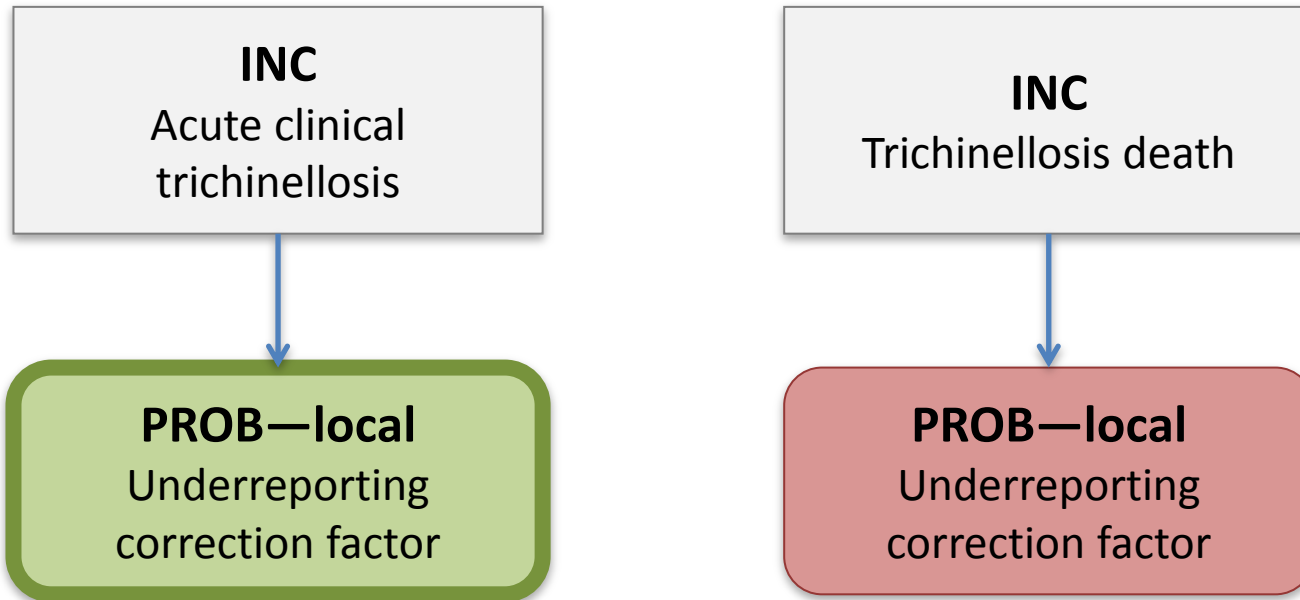 INC
Acute clinical
trichinellosis
INC
Trichinellosis death
PROB—local
Underreporting
correction factor
PROB—local
Underreporting
correction factor